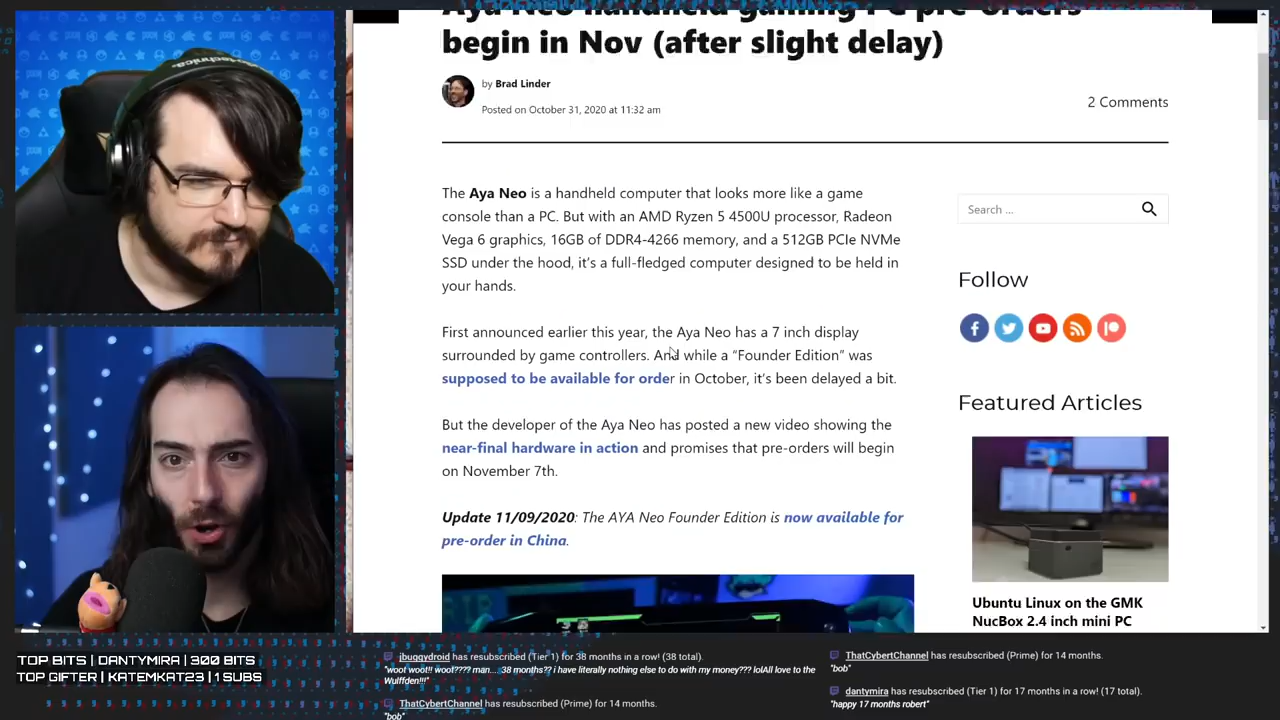 Aya Neo handheld gaming PC pre-orders
begin in Nov (after slight delay)
by Brad Linder
Posted on October 31, 2020 at 11:32 am
2 Comments
The Aya Neo is a handheld computer that looks more like a game
console than a PC. But with an AMD Ryzen 5 4500U processor, Radeon
Vega 6 graphics, 16GB of DDR4-4266 memory, and a 512GB PCIe NVMe
SSD under the hood, it's a full-fledged computer designed to be held in
your hands.
First announced earlier this year, the Aya Neo has a 7 inch display
surrounded by game controllers. And while a “Founder Edition” was
supposed to be available for order in October, it's been delayed a bit.
But the developer of the Aya Neo has posted a new video showing the
near-final hardware in action and promises that pre-orders will begin
on November 7th.
Update 11/09/2020: The AYA Neo Founder Edition is now available for
pre-order in China.
Search ...
Follow
Featured Articles
Ubuntu Linux on the GMK
NucBox 2.4 inch mini PC
TOP BITS | DANTYMIRA | 300 BITS
TOP GIFTER | KATEMKAT23 | 1 SUBS
jbuggydroid has resubscribed (Tier 1) for 38 months in a row! (38 total).
"woot woot!! wool???? man... 38 months?? i have literally nothing else to do with my money??? lolAll love to the
Wulffden!!!"
ThatCybertChannel has resubscribed (Prime) for 14 months.
"bob"
ThatCybertChannel has resubscribed (Prime) for 14 months.
"bob"
dantymira has resubscribed (Tier 1) for 17 months in a row! (17 total).
"happy 17 months robert"